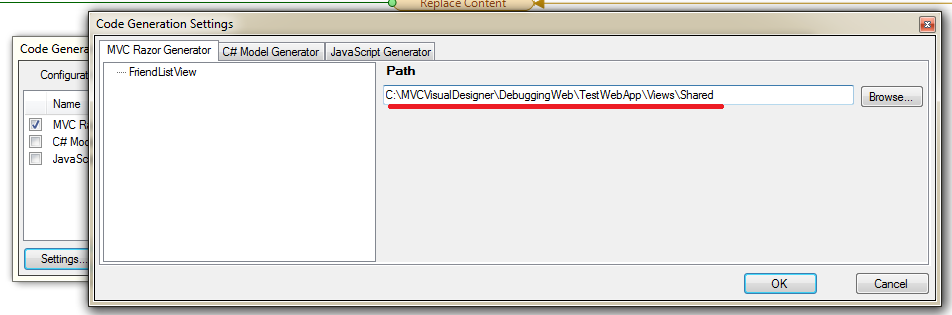 Replace Content
Code Generation Settings
MVC Razor Generator
C# Model Generator
JavaScript Generator
FriendListView
Path
C:\MVCVisualDesigner\DebuggingWeb\TestWebApp\Views\Shared
Browse...
OK
Cancel
Code Genera
Configurat
Name
MVC Ra
C# Mod
JavaSc
Settings...